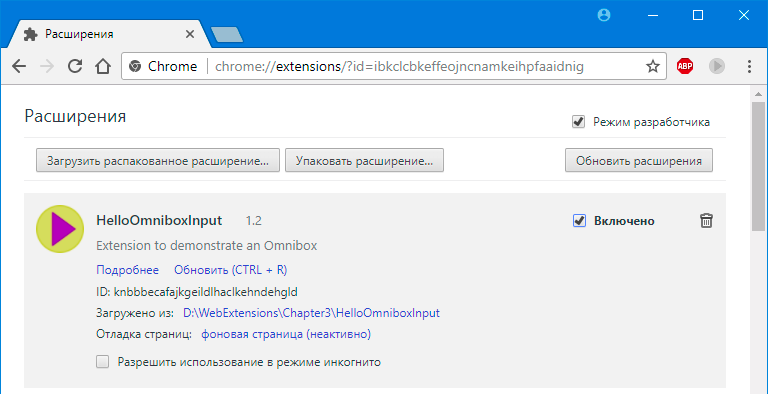 Расширения
Chrome chrome://extensions/?id=ibkclcbkeffeojncnamkeihpfaaidnig ABP
Расширения
Режим разработчика
Загрузить распакованное расширение... Упаковать расширение... Обновить расширения
HelloOmniboxInput 1.2 Включено
Extension to demonstrate an Omnibox
Подробнее Обновить (CTRL + R)
ID: knbbbecafajkgeildlhaclkehndehgld
Загружено из: D:\WebExtensions\Chapter3\HelloOmniboxInput
Отладка страниц: фоновая страница (неактивно)
Разрешить использование в режиме инкогнито